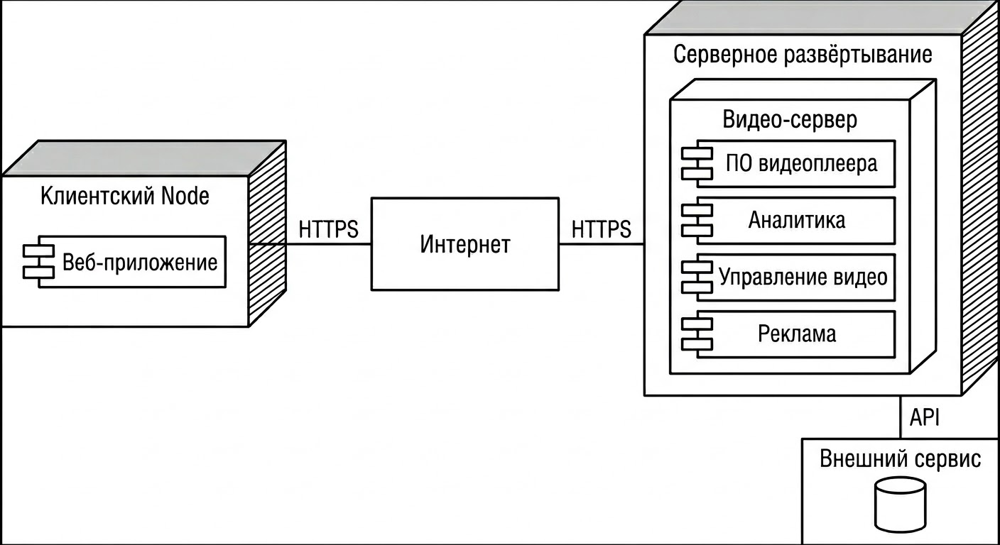 Клиентский Node
Веб-приложение
HTTPS
Интернет
HTTPS
Серверное развёртывание
Видео-сервер
ПО видеоплеера
Аналитика
Управление видео
Реклама
API
Внешний сервис